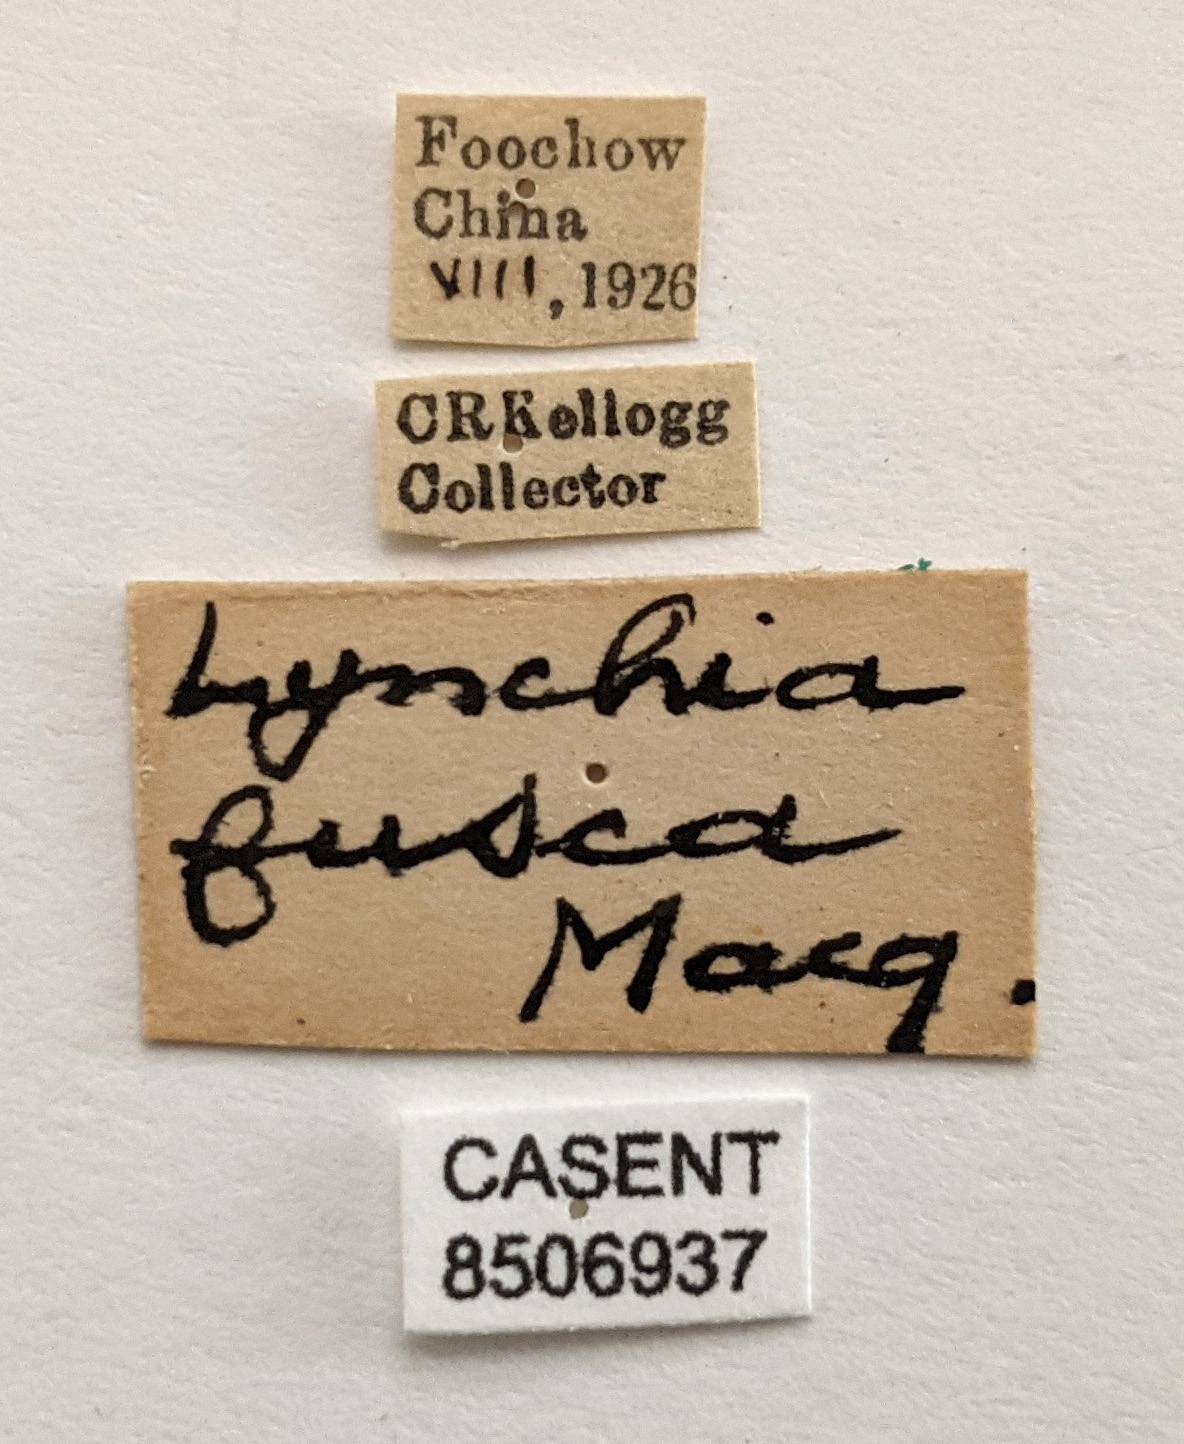 Foochow
China
VIII, 1926
CRKellogg
Collector
Lynchia
fusca
Macq.
CASENT
8506937